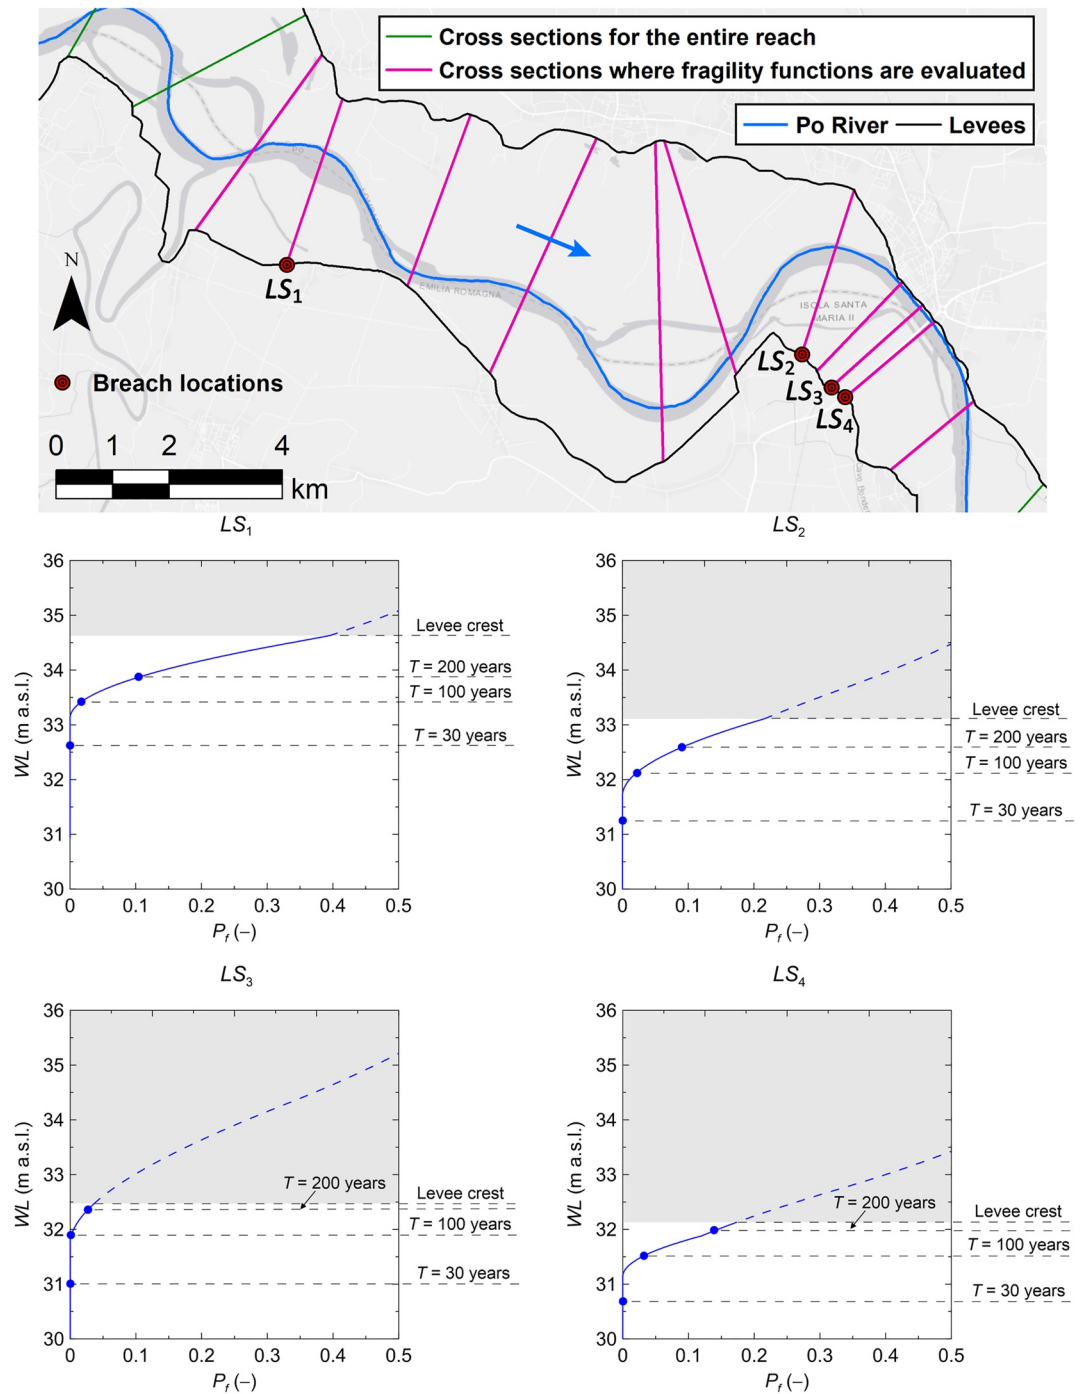 Cross sections for the entire reach
Cross sections where fragility functions are evaluated
Po River
Levees
N
LS1
EMILIA ROMAGNA
ISOLA SANTA
MARIA II
LS2
LS3
LS4
Breach locations
0 1 2 4
km
LS1
36
35
34
33
32
31
30
WL (m a.s.l.)
Levee crest
T = 200 years
T = 100 years
T = 30 years
0 0.1 0.2 0.3 0.4 0.5
Pf (–)
LS2
36
35
34
33
32
31
30
WL (m a.s.l.)
Levee crest
T = 200 years
T = 100 years
T = 30 years
0 0.1 0.2 0.3 0.4 0.5
Pf (–)
LS3
36
35
34
33
32
31
30
WL (m a.s.l.)
T = 200 years
Levee crest
T = 100 years
T = 30 years
0 0.1 0.2 0.3 0.4 0.5
Pf (–)
LS4
36
35
34
33
32
31
30
WL (m a.s.l.)
T = 200 years
Levee crest
T = 100 years
T = 30 years
0 0.1 0.2 0.3 0.4 0.5
Pf (–)